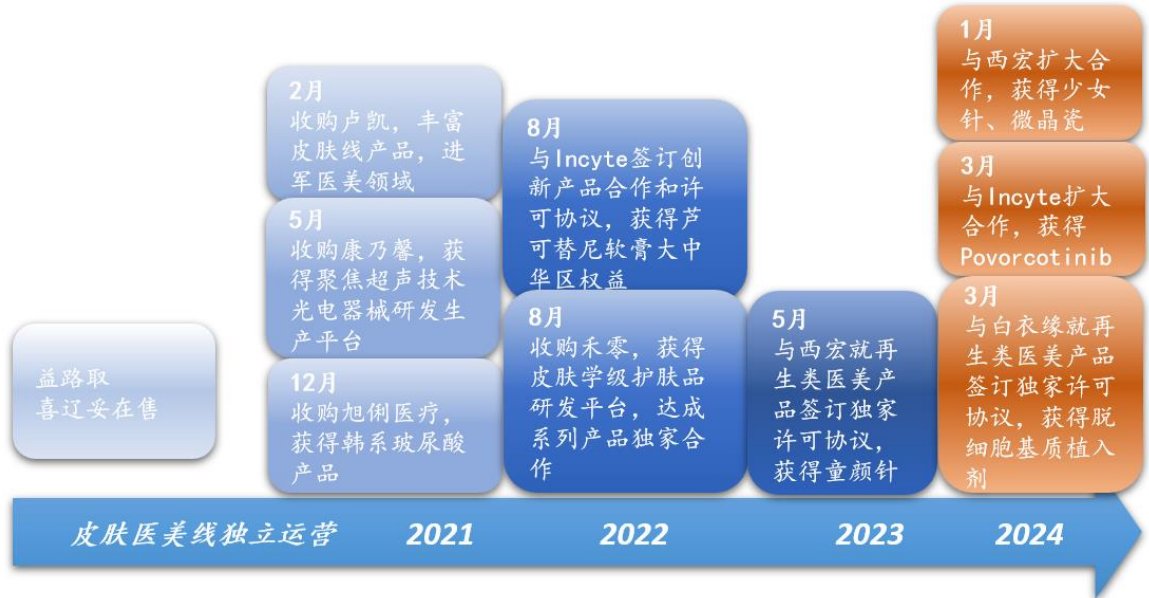 益路取
喜辽妥在售
2月
收购卢凯，丰富
皮肤线产品，进
军医美领域
5月
收购康乃馨，获
得聚焦超声技术
光电器械研发生
产平台
12月
收购旭俐医疗，
获得韩系玻尿酸
产品
8月
与Incyte签订创
新产品合作和许
可协议，获得芦
可替尼软膏大中
华区权益
8月
收购禾零，获得
皮肤学级护肤品
研发平台，达成
系列产品独家合
作
5月
与西宏就再
生类医美产
品签订独家
许可协议，
获得童颜针
1月
与西宏扩大合
作，获得少女
针、微晶瓷
3月
与Incyte扩大
合作，获得
Povorcotinib
3月
与白衣缘就再
生类医美产品
签订独家许可
协议，获得脱
细胞基质植入
剂
皮肤医美线独立运营 2021 2022 2023 2024